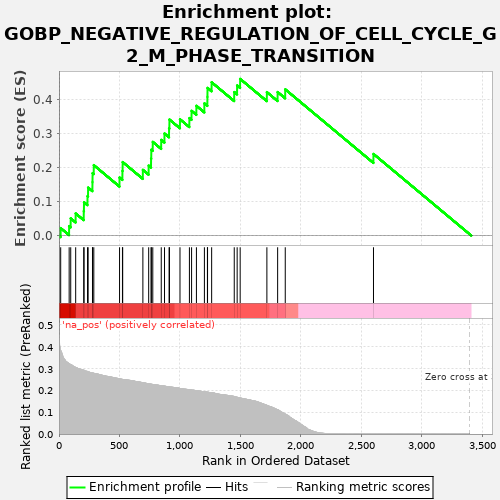 Enrichment plot:
GOBP_NEGATIVE_REGULATION_OF_CELL_CYCLE_G
2_M_PHASE_TRANSITION
Enrichment score (ES)
0.4
0.3
0.2
0.1
0.0
'na_pos' (positively correlated)
Ranked list metric (PreRanked)
0.5
0.4
0.3
0.2
0.1
0.0
Zero cross at
0 500 1,000 1,500 2,000 2,500 3,000 3,500
Rank in Ordered Dataset
Enrichment profile Hits Ranking metric scores